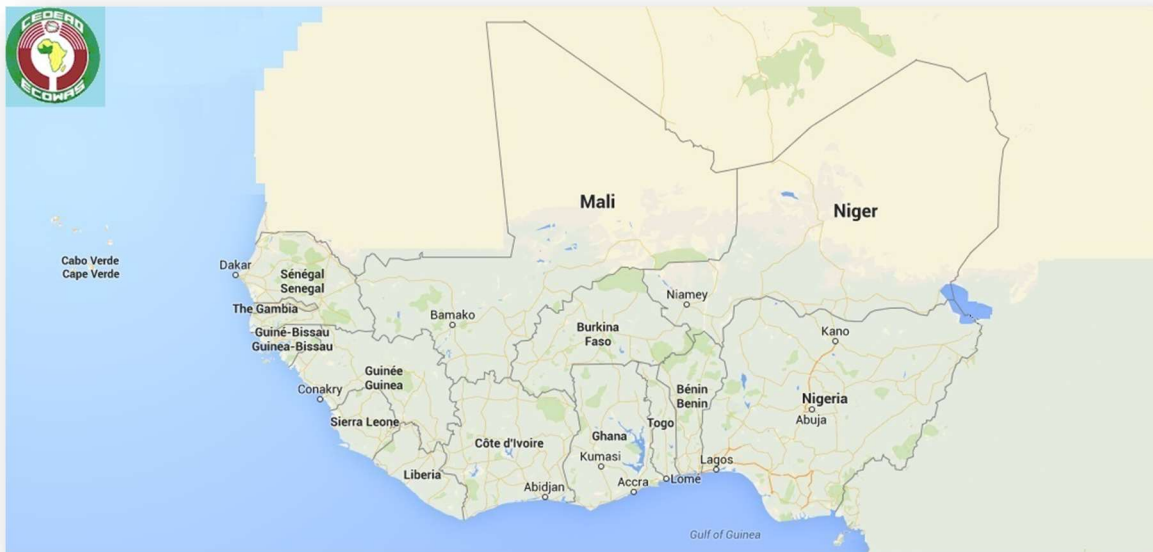 CEDEAO
ECOWAS
Mali
Niger
Cabo Verde
Cape Verde
Dakar
Sénégal
Senegal
The Gambia
Niamey
Bamako
Guiné-Bissau
Guinea-Bissau
Burkina
Faso
Kano
Guinée
Guinea
Conakry
Bénin
Benin
Nigeria
Abuja
Sierra Leone
Togo
Ghana
Côte d'Ivoire
Kumasi
Lagos
Liberia
Abidjan
Accra
Lome
Gulf of Guinea